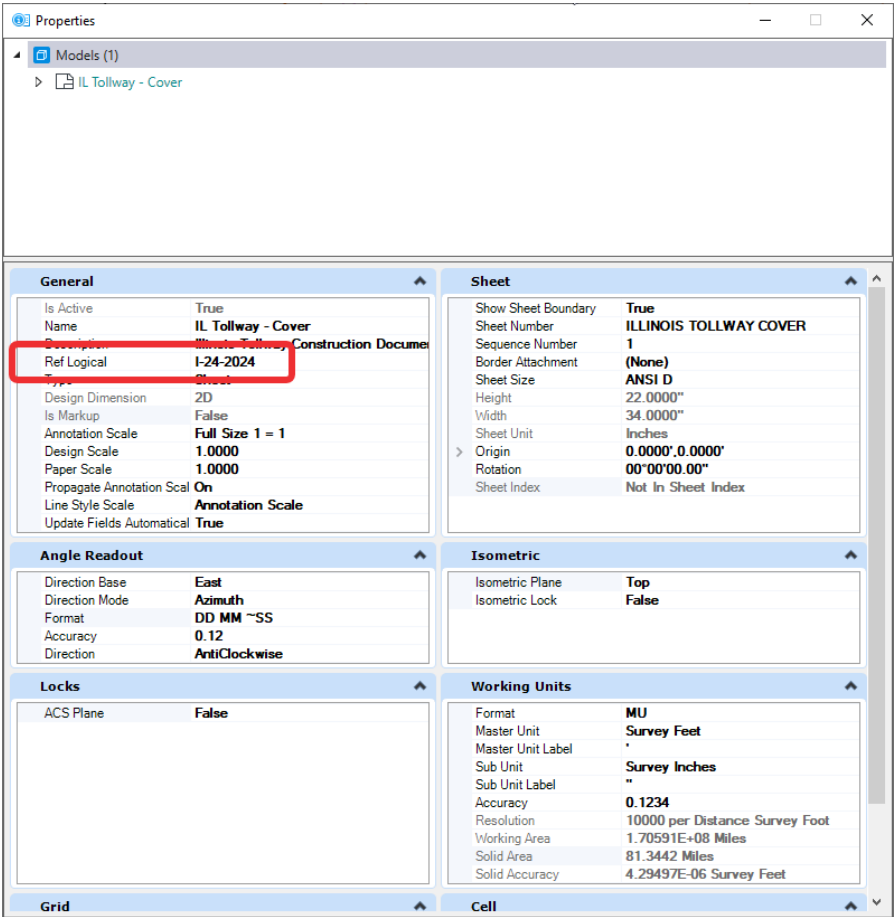 Properties
Models (1)
IL Tollway - Cover
General
Is Active True
Name IL Tollway - Cover
Description Illinois Tollway Construction Docume
Ref Logical I-24-2024
Type Sheet
Design Dimension 2D
Is Markup False
Annotation Scale Full Size 1 = 1
Design Scale 1.0000
Paper Scale 1.0000
Propagate Annotation Scal On
Line Style Scale Annotation Scale
Update Fields Automatical True
Sheet
Show Sheet Boundary True
Sheet Number ILLINOIS TOLLWAY COVER
Sequence Number 1
Border Attachment (None)
Sheet Size ANSI D
Height 22.0000"
Width 34.0000"
Sheet Unit Inches
Origin 0.0000',0.0000'
Rotation 00°00'00.00"
Sheet Index Not In Sheet Index
Angle Readout
Direction Base East
Direction Mode Azimuth
Format DD MM ~SS
Accuracy 0.12
Direction AntiClockwise
Isometric
Isometric Plane Top
Isometric Lock False
Locks
ACS Plane False
Working Units
Format MU
Master Unit Survey Feet
Master Unit Label '
Sub Unit Survey Inches
Sub Unit Label "
Accuracy 0.1234
Resolution 10000 per Distance Survey Foot
Working Area 1.70591E+08 Miles
Solid Area 81.3442 Miles
Solid Accuracy 4.29497E-06 Survey Feet
Grid
Cell